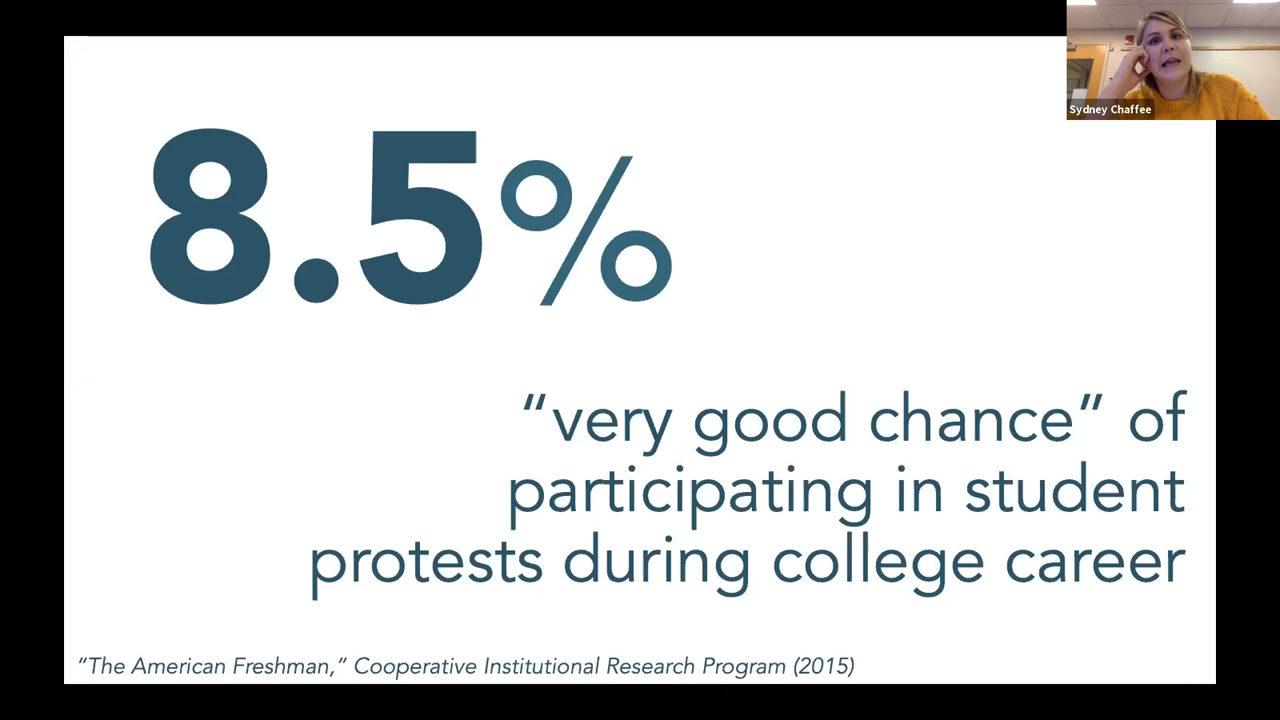 Sydney Chaffee
8.5%
“very good chance” of
participating in student
protests during college career
“The American Freshman,” Cooperative Institutional Research Program (2015)